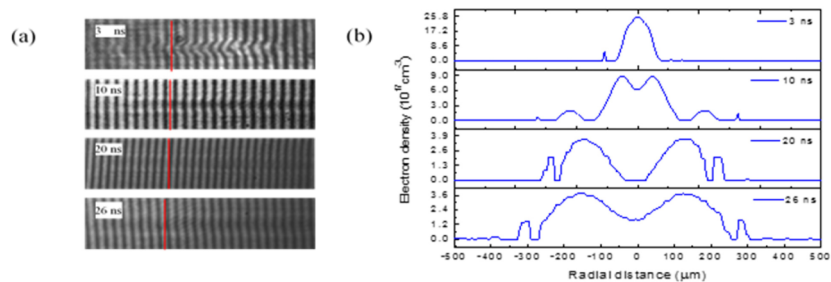 (a)
3 ns
10 ns
20 ns
26 ns
(b)
Electron density (10¹⁷cm⁻³)
25.8
17.2
8.6
0.0
3 ns
9.0
6.0
3.0
0.0
10 ns
3.9
2.6
1.3
0.0
20 ns
3.6
2.4
1.2
0.0
26 ns
-500 -400 -300 -200 -100 0 100 200 300 400 500
Radial distance (μm)